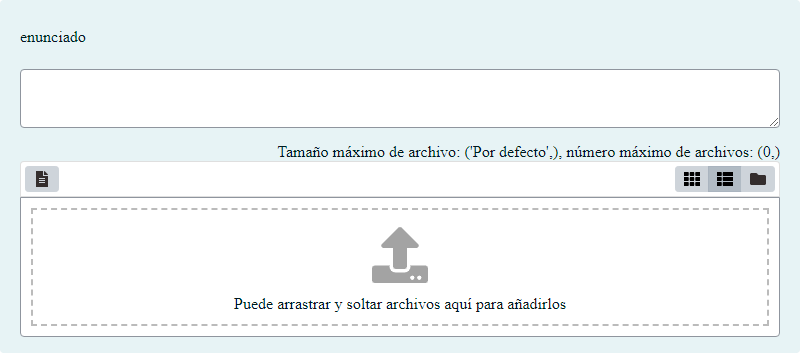 enunciado
Tamaño máximo de archivo: ('Por defecto',), número máximo de archivos: (0,)
Puede arrastrar y soltar archivos aquí para añadirlos